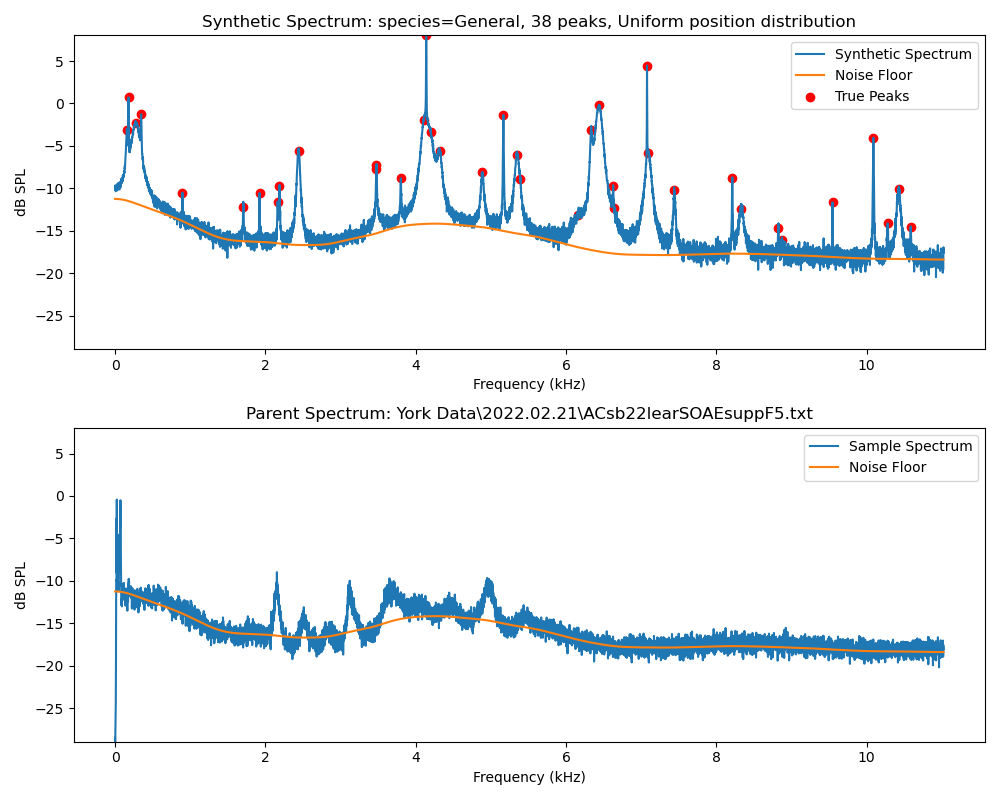 Synthetic Spectrum: species=General, 38 peaks, Uniform position distribution
dB SPL
5
0
−5
−10
−15
−20
−25
Synthetic Spectrum
Noise Floor
True Peaks
0 2 4 6 8 10
Frequency (kHz)
Parent Spectrum: York Data\2022.02.21\ACsb22learSOAEsuppF5.txt
dB SPL
5
0
−5
−10
−15
−20
−25
Sample Spectrum
Noise Floor
0 2 4 6 8 10
Frequency (kHz)